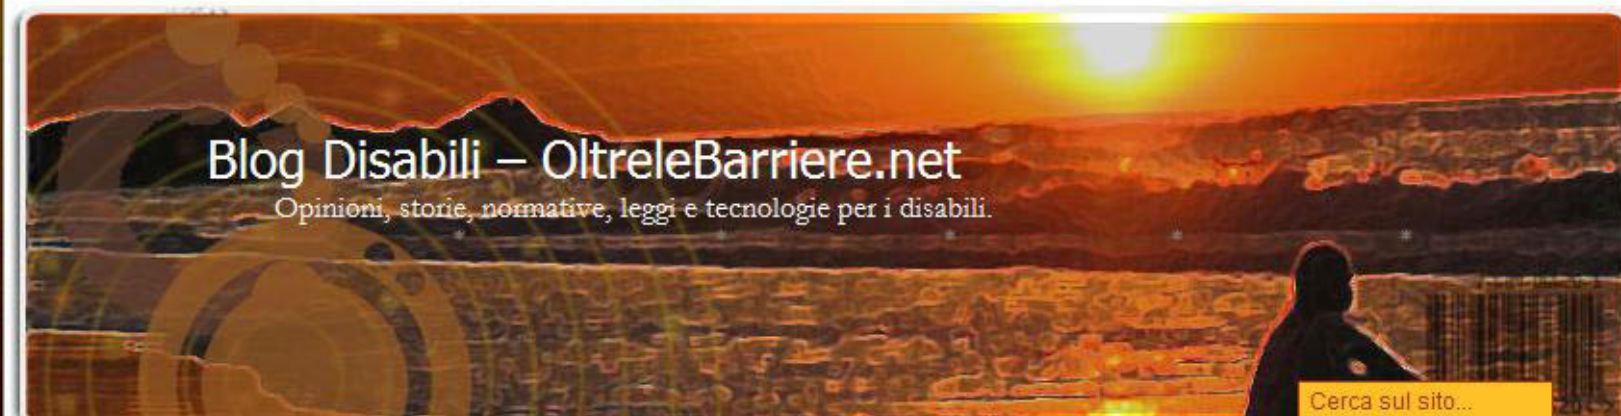 Blog Disabili – OltreleBarriere.net
Opinioni, storie, normative, leggi e tecnologie per i disabili.
Cerca sul sito...